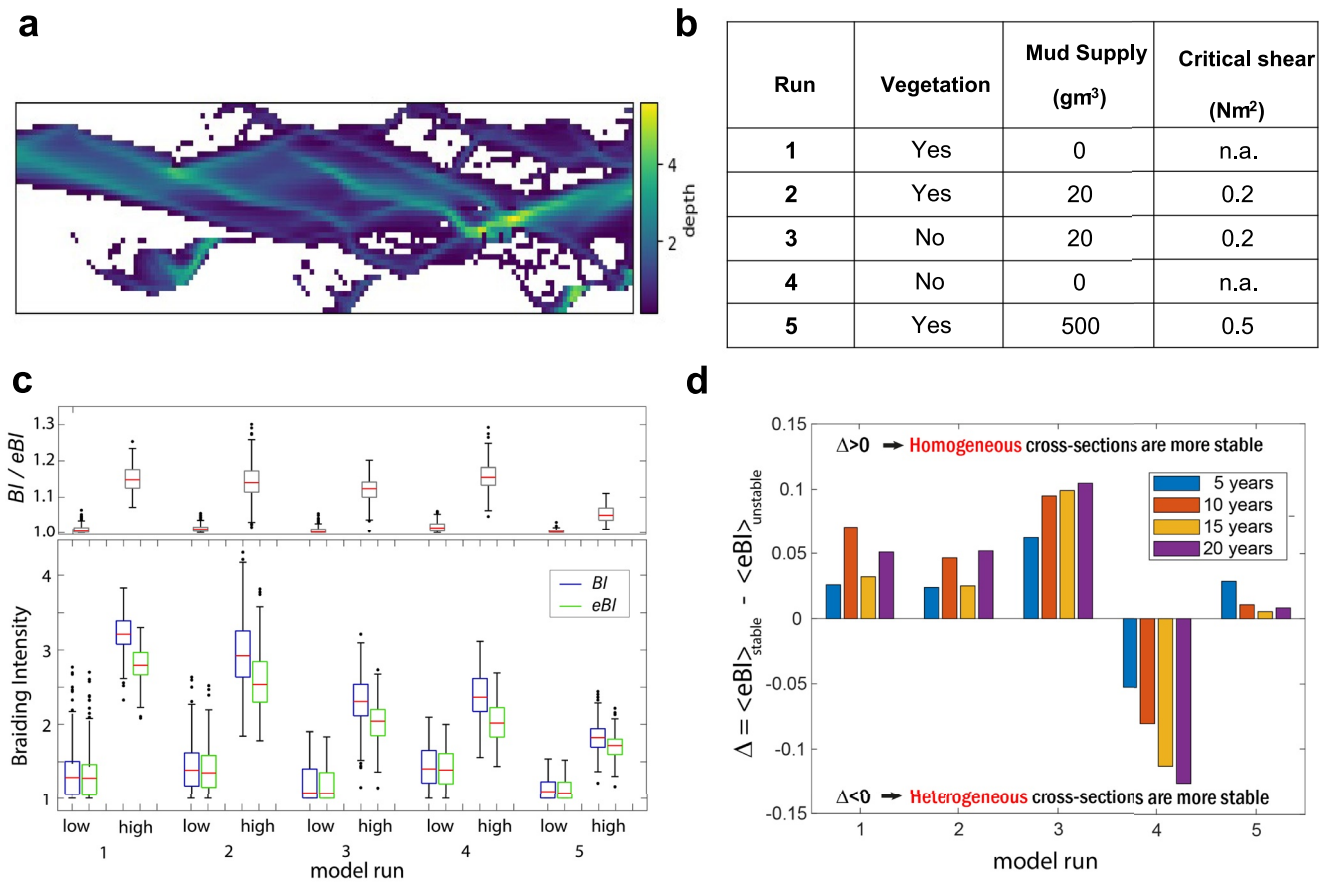 a
4
2
depth
b
Run Vegetation Mud Supply (gm³) Critical shear (Nm²)
1 Yes 0 n.a.
2 Yes 20 0.2
3 No 20 0.2
4 No 0 n.a.
5 Yes 500 0.5
c
BI / eBI
1.3
1.2
1.1
1.0
Braiding Intensity
4
3
2
1
BI
eBI
low high low high low high low high low high
1 2 3 4 5
model run
d
Δ = <eBI>stable - <eBI>unstable
0.15
0.1
0.05
0
-0.05
-0.1
-0.15
Δ>0 → Homogeneous cross-sections are more stable
5 years
10 years
15 years
20 years
Δ<0 → Heterogeneous cross-sections are more stable
1 2 3 4 5
model run